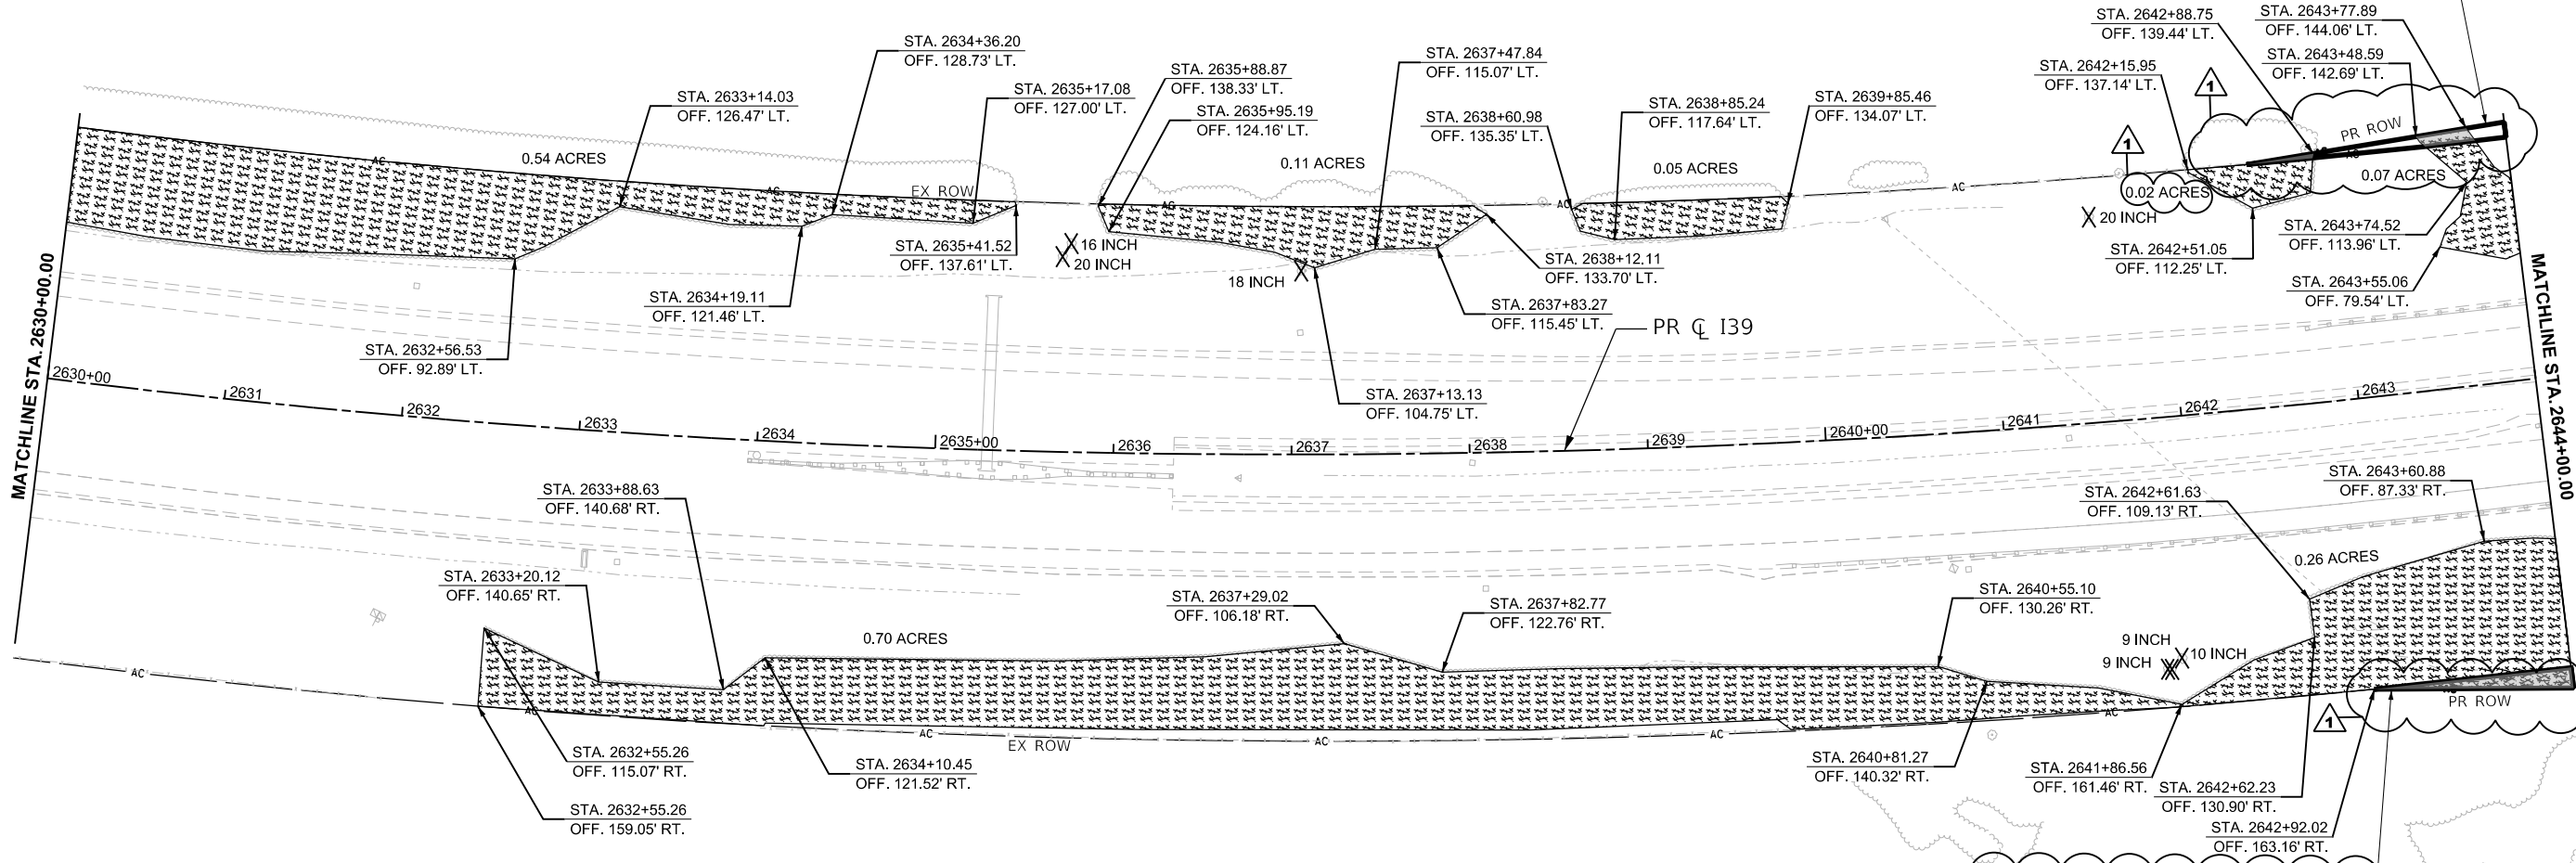 STA. 2634+36.20
OFF. 128.73' LT.
STA. 2633+14.03
OFF. 126.47' LT.
STA. 2635+17.08
OFF. 127.00' LT.
STA. 2635+88.87
OFF. 138.33' LT.
STA. 2635+95.19
OFF. 124.16' LT.
STA. 2637+47.84
OFF. 115.07' LT.
STA. 2638+60.98
OFF. 135.35' LT.
STA. 2638+85.24
OFF. 117.64' LT.
STA. 2639+85.46
OFF. 134.07' LT.
STA. 2642+15.95
OFF. 137.14' LT.
STA. 2642+88.75
OFF. 139.44' LT.
STA. 2643+77.89
OFF. 144.06' LT.
STA. 2643+48.59
OFF. 142.69' LT.
1
1
PR ROW
AC
AC
0.54 ACRES
AC
EX ROW
0.11 ACRES
AC
AC
0.05 ACRES
AC
0.02 ACRES
0.07 ACRES
X 20 INCH
X 16 INCH
X 20 INCH
18 INCH X
STA. 2635+41.52
OFF. 137.61' LT.
STA. 2638+12.11
OFF. 133.70' LT.
STA. 2642+51.05
OFF. 112.25' LT.
STA. 2643+74.52
OFF. 113.96' LT.
STA. 2643+55.06
OFF. 79.54' LT.
STA. 2634+19.11
OFF. 121.46' LT.
STA. 2637+83.27
OFF. 115.45' LT.
STA. 2632+56.53
OFF. 92.89' LT.
STA. 2637+13.13
OFF. 104.75' LT.
PR ℄ I39
MATCHLINE STA. 2630+00.00
MATCHLINE STA. 2644+00.00
2630+00
2631
2632
2633
2634
2635+00
2636
2637
2638
2639
2640+00
2641
2642
2643
STA. 2633+88.63
OFF. 140.68' RT.
STA. 2642+61.63
OFF. 109.13' RT.
STA. 2643+60.88
OFF. 87.33' RT.
0.26 ACRES
STA. 2633+20.12
OFF. 140.65' RT.
STA. 2637+29.02
OFF. 106.18' RT.
STA. 2637+82.77
OFF. 122.76' RT.
STA. 2640+55.10
OFF. 130.26' RT.
0.70 ACRES
9 INCH
9 INCH
X 10 INCH
AC
AC
AC
EX ROW
AC
AC
AC
AC
PR ROW
1
STA. 2632+55.26
OFF. 115.07' RT.
STA. 2634+10.45
OFF. 121.52' RT.
STA. 2640+81.27
OFF. 140.32' RT.
STA. 2641+86.56
OFF. 161.46' RT.
STA. 2642+62.23
OFF. 130.90' RT.
STA. 2632+55.26
OFF. 159.05' RT.
STA. 2642+92.02
OFF. 163.16' RT.